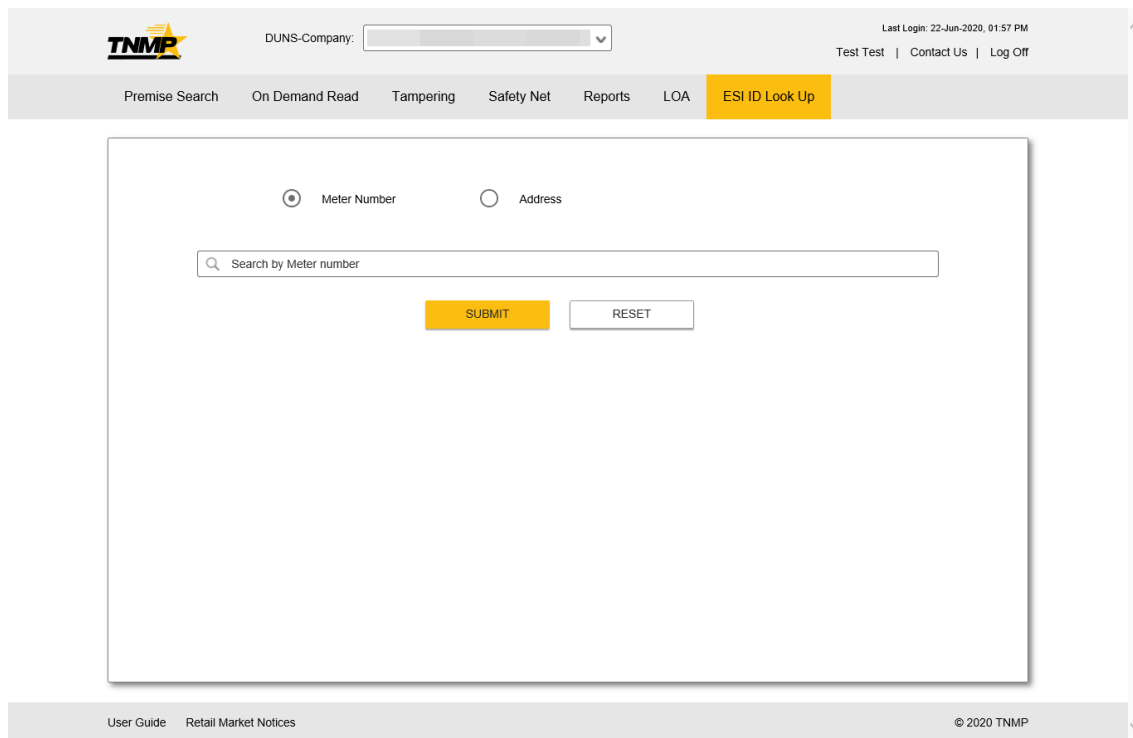 TNMP
DUNS-Company:
Last Login: 22-Jun-2020, 01:57 PM
Test Test | Contact Us | Log Off
Premise Search On Demand Read Tampering Safety Net Reports LOA ESI ID Look Up
Meter Number Address
Search by Meter number
SUBMIT RESET
User Guide Retail Market Notices © 2020 TNMP